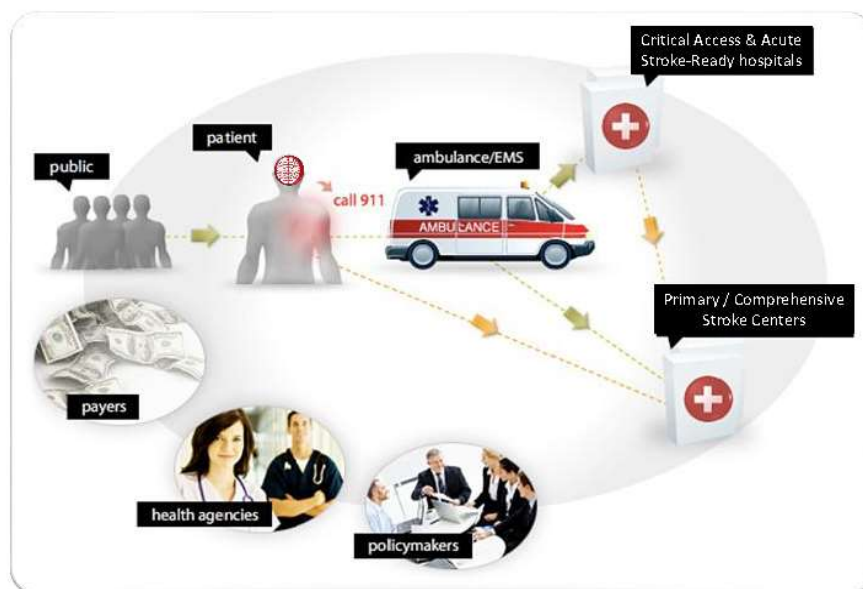 Critical Access & Acute
Stroke-Ready hospitals
patient
ambulance/EMS
public
call 911
AMBULANCE
Primary / Comprehensive
Stroke Centers
payers
health agencies
policymakers